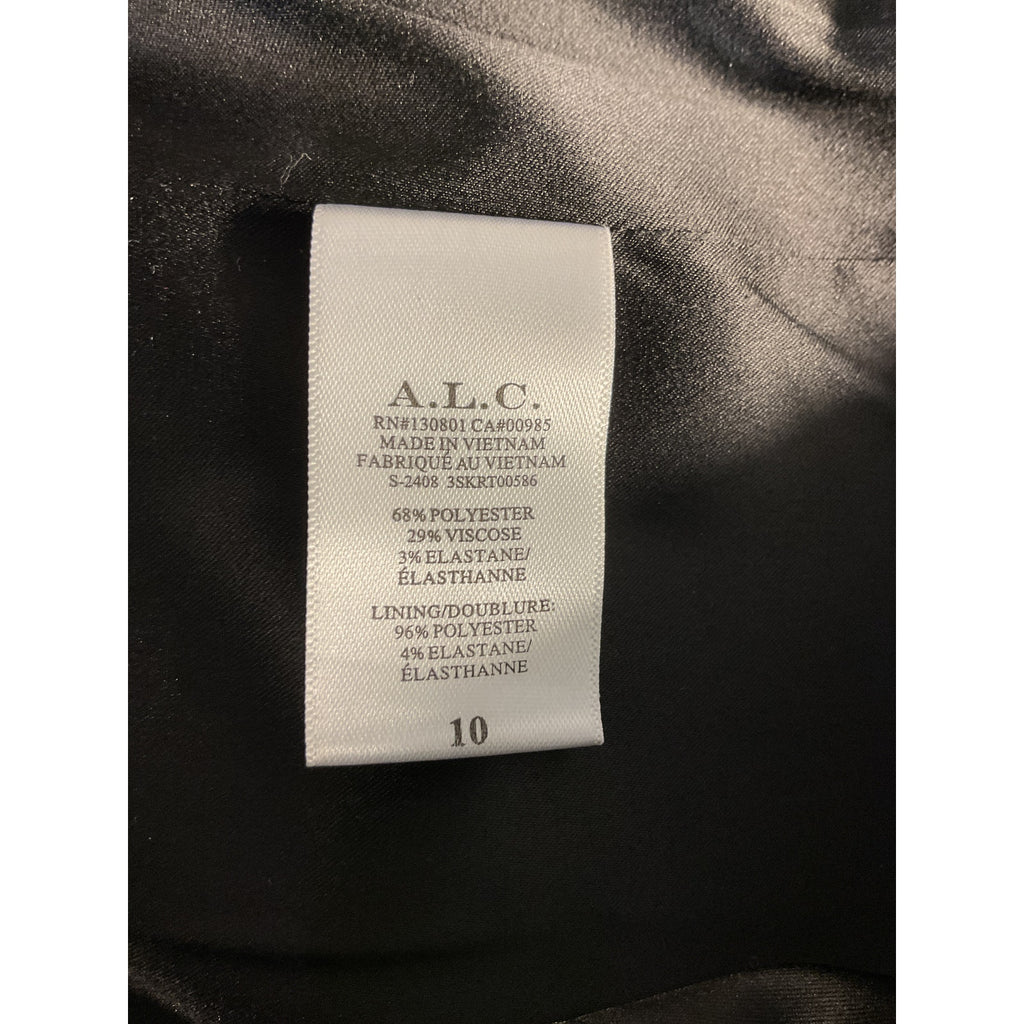 A.L.C.
RN#130801 CA#00985
MADE IN VIETNAM
FABRIQUÉ AU VIETNAM
S-2408 3SKRT00586
68% POLYESTER
29% VISCOSE
3% ELASTANE/
ÉLASTHANNE
LINING/DOUBLURE:
96% POLYESTER
4% ELASTANE/
ÉLASTHANNE
10